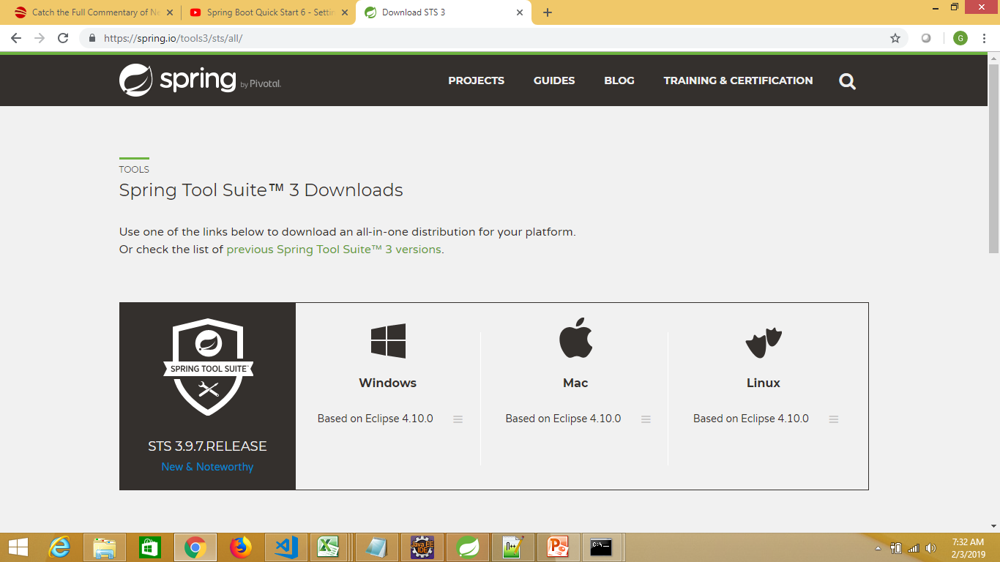 Catch the Full Commentary of Ne
Spring Boot Quick Start 6 - Settin
Download STS 3
https://spring.io/tools3/sts/all/
G
spring by Pivotal.
PROJECTS
GUIDES
BLOG
TRAINING & CERTIFICATION
TOOLS
Spring Tool Suite™ 3 Downloads
Use one of the links below to download an all-in-one distribution for your platform.
Or check the list of previous Spring Tool Suite™ 3 versions.
SPRING TOOL SUITE™
STS 3.9.7.RELEASE
New & Noteworthy
Windows
Based on Eclipse 4.10.0
Mac
Based on Eclipse 4.10.0
Linux
Based on Eclipse 4.10.0
Java EE
IDE
C:\_
7:32 AM
2/3/2019